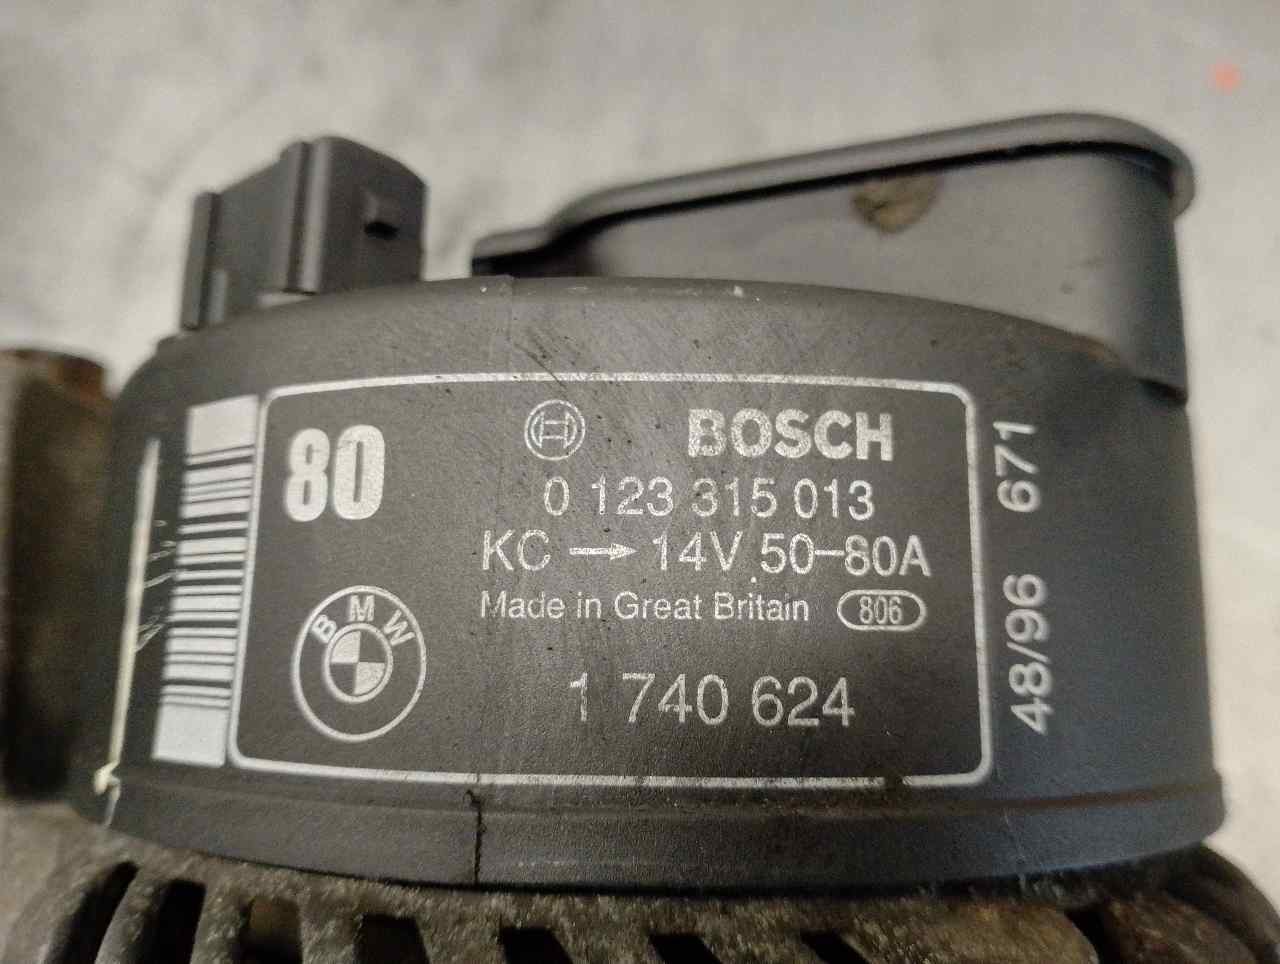 80
BOSCH
0 123 315 013
KC → 14V 50-80A
Made in Great Britain 806
BMW
1 740 624
48/96 671